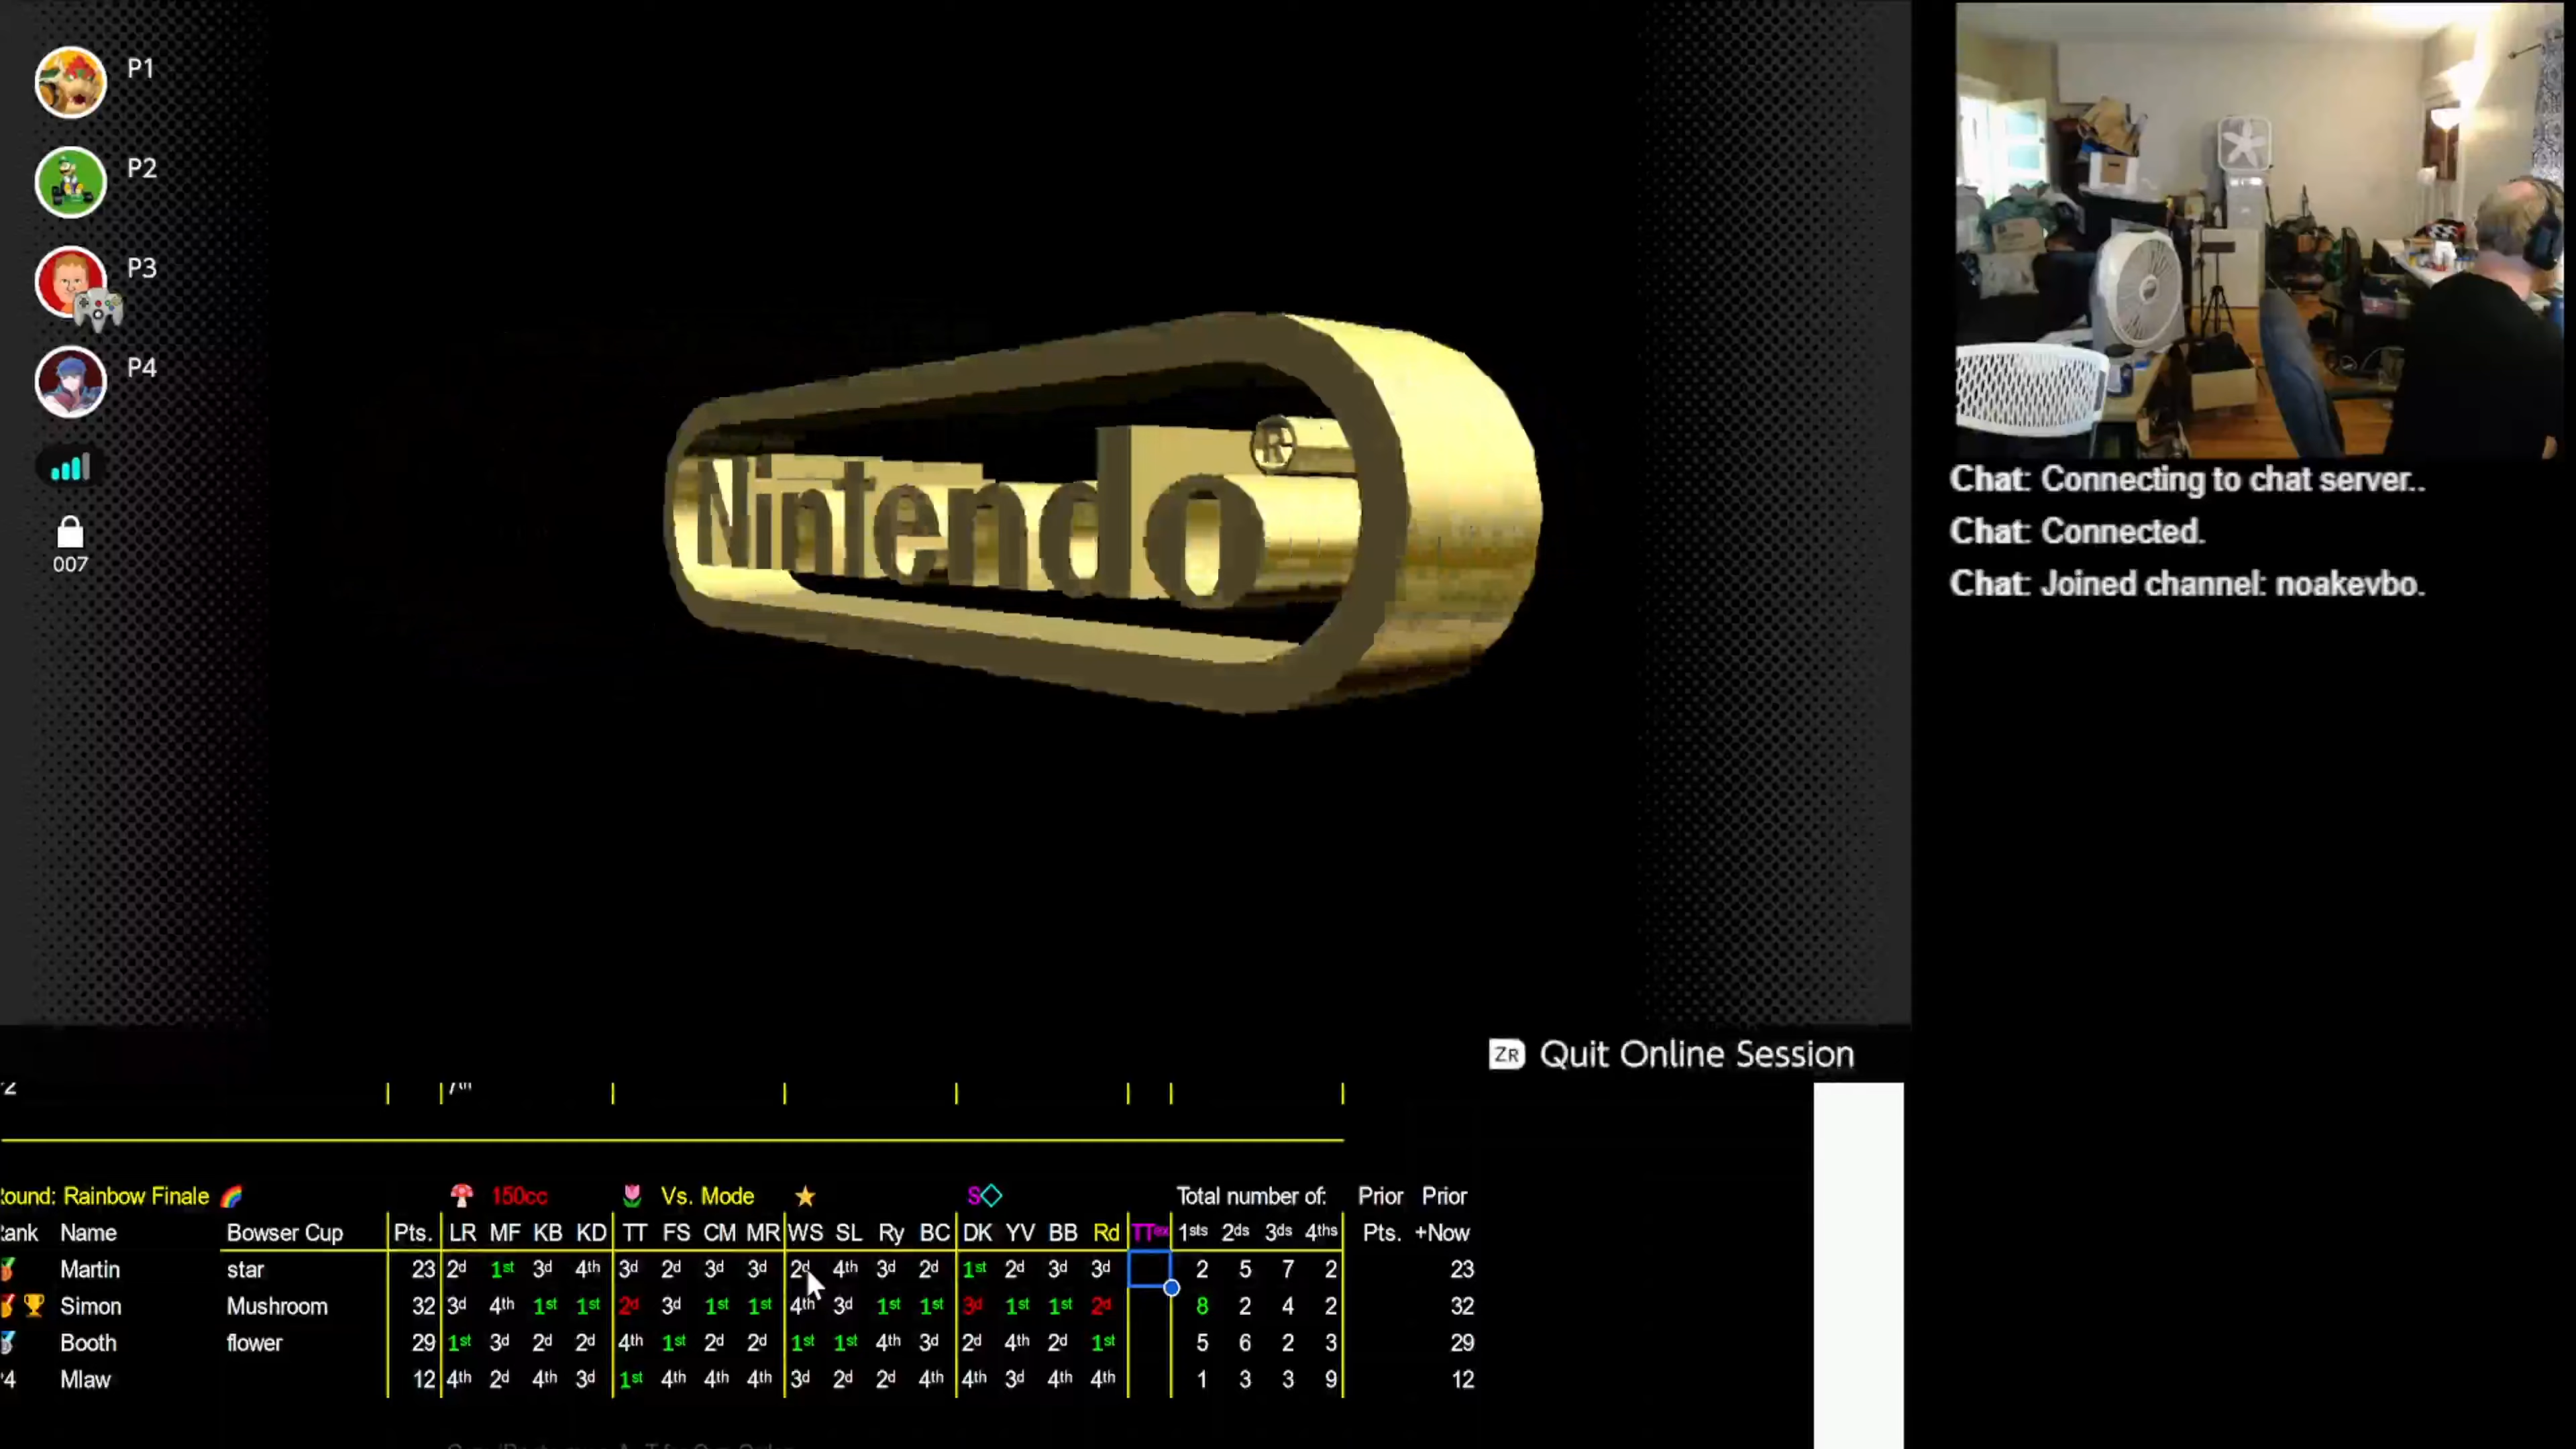 P1
P2
P3
P4
007
Nintendo ®
Chat: Connecting to chat server..
Chat: Connected.
Chat: Joined channel: noakevbo.
ZR Quit Online Session
7th
ound: Rainbow Finale 🌈 🍄 150cc 🌷 Vs. Mode ⭐ S◇ Total number of: Prior Prior
ank Name Bowser Cup Pts. LR MF KB KD TT FS CM MR WS SL Ry BC DK YV BB Rd 1sts 2ds 3ds 4ths Pts. +Now
Martin star 23 2d 1st 3d 4th 3d 2d 3d 3d 2d 4th 3d 2d 1st 2d 3d 3d 2 5 7 2 23
Simon Mushroom 32 3d 4th 1st 1st 2d 3d 1st 1st 4th 3d 1st 1st 3d 1st 1st 2d 8 2 4 2 32
Booth flower 29 1st 3d 2d 2d 4th 1st 2d 2d 1st 1st 4th 3d 2d 4th 2d 1st 5 6 2 3 29
4 Mlaw 12 4th 2d 4th 3d 1st 4th 4th 4th 3d 2d 2d 4th 4th 3d 4th 4th 1 3 3 9 12